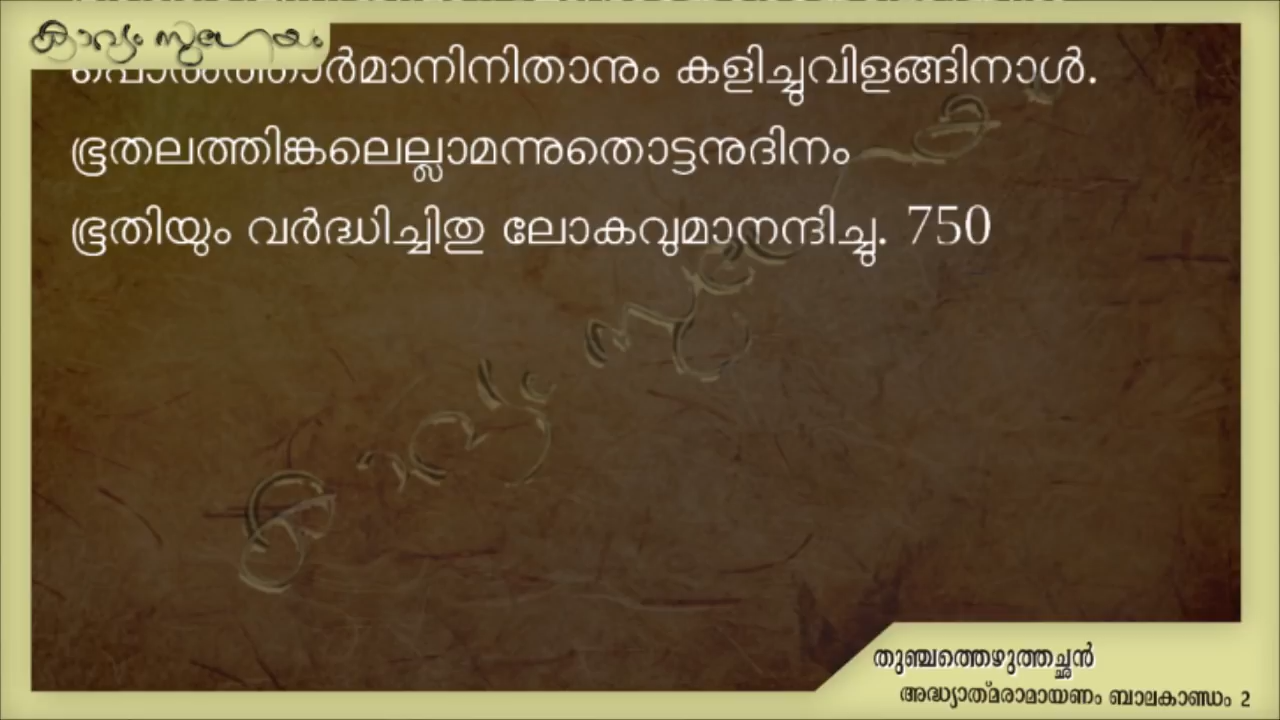 കാവ്യം സുഗേയം
പൊൽത്താർമാനിനിതാനും കളിച്ചുവിളങ്ങിനാൾ.
ഭൂതലത്തിങ്കലെല്ലാമന്നുതൊട്ടനുദിനം
ഭൂതിയും വർദ്ധിച്ചിതു ലോകവുമാനന്ദിച്ചു. 750
തുഞ്ചത്തെഴുത്തച്ഛൻ
അദ്ധ്യാത്മരാമായണം ബാലകാണ്ഡം 2